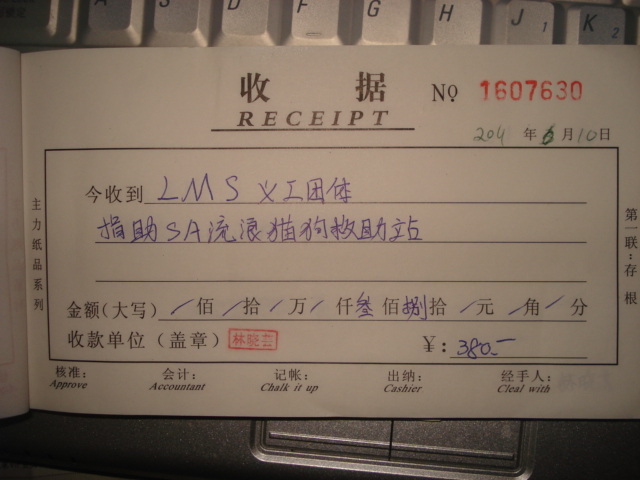 A S D F G H J 1 K 2
收 据 № 1607630
RECEIPT
204 年 6 月 10 日
今收到 LMS 义工团体
捐助SA流浪猫狗救助站
金额(大写) / 佰 / 拾 / 万 / 仟 叁 佰 捌 拾 / 元 / 角 / 分
收款单位(盖章) ¥: 380.—
核准: 会计: 记帐: 出纳: 经手人:
Approve Accountant Chalk it up Cashier Cleal with
主力纸品系列
第一联:存根